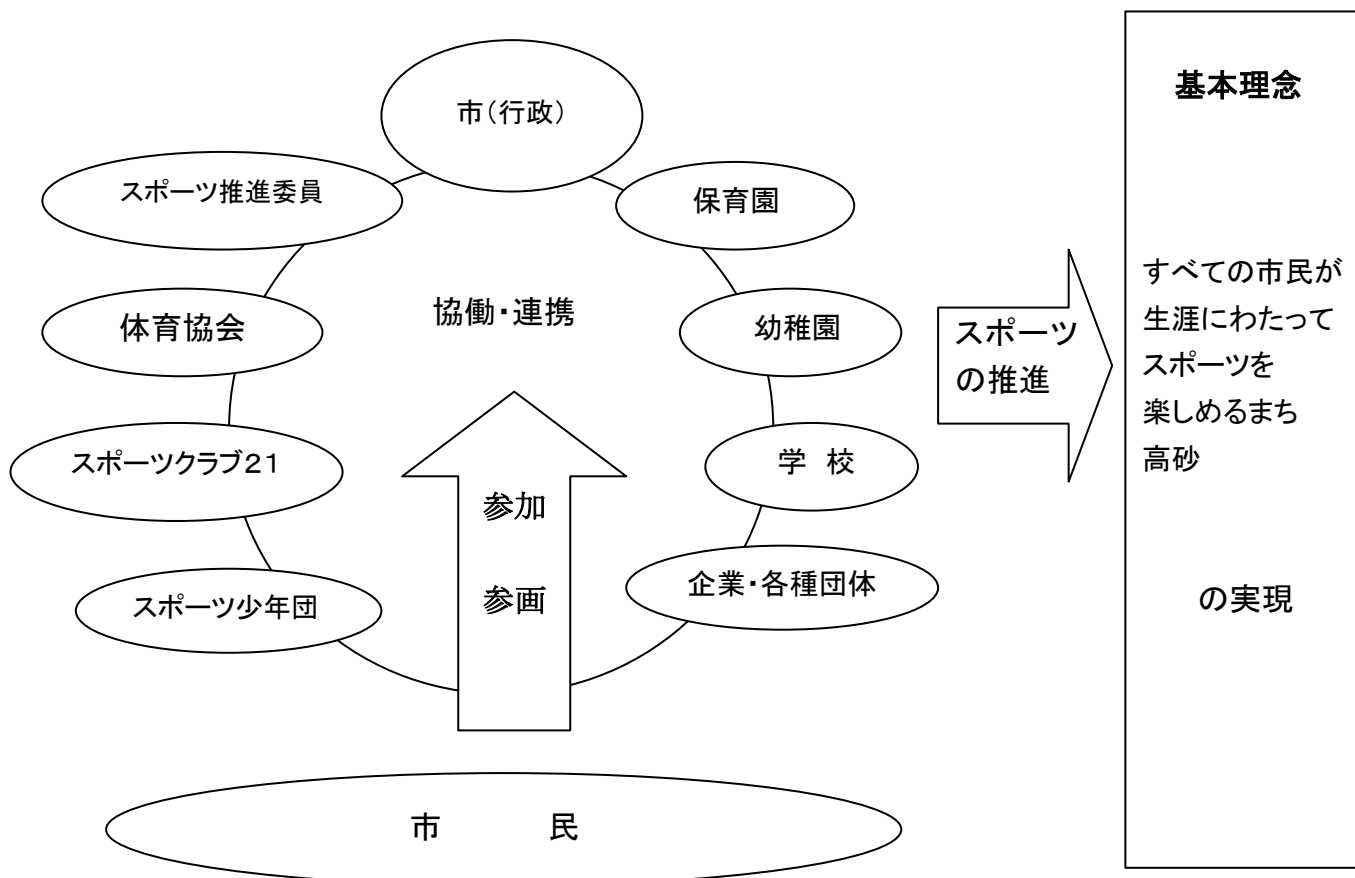 市(行政)
スポーツ推進委員
保育園
体育協会
協働・連携
幼稚園
スポーツクラブ21
学 校
参加
参画
スポーツ少年団
企業・各種団体
市 民
スポーツ
の推進
基本理念
すべての市民が
生涯にわたって
スポーツを
楽しめるまち
高砂
の実現